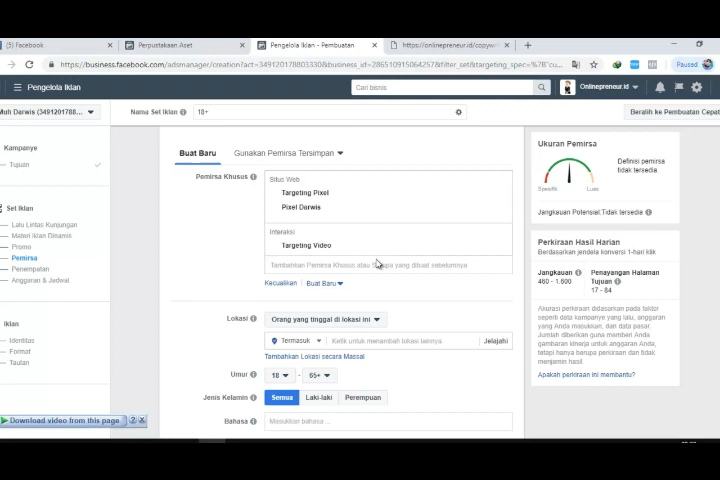 (5) Facebook
Perpustakaan Aset
Pengelola Iklan - Pembuatan
https://onlinepreneur.id/copyw
https://business.facebook.com/adsmanager/creation?act=349120178803330&business_id=286510915064257&filter_set&targeting_spec=%7B"cu...
Paused
Pengelola Iklan
Cari bisnis
Onlinepreneur.id
Muh Darwis (3491201788...
Nama Set Iklan
18+
Beralih ke Pembuatan Cepat
Kampanye
Tujuan
Set Iklan
Lalu Lintas Kunjungan
Materi Iklan Dinamis
Promo
Pemirsa
Penempatan
Anggaran & Jadwal
Iklan
Identitas
Format
Tautan
Buat Baru
Gunakan Pemirsa Tersimpan
Pemirsa Khusus
Situs Web
Targeting Pixel
Pixel Darwis
Interaksi
Targeting Video
Tambahkan Pemirsa Khusus atau Serupa yang dibuat sebelumnya
Kecualikan
Buat Baru
Lokasi
Orang yang tinggal di lokasi ini
Termasuk
Ketik untuk menambah lokasi lainnya.
Jelajahi
Tambahkan Lokasi secara Massal
Umur
18 - 65+
Jenis Kelamin
Semua
Laki-laki
Perempuan
Bahasa
Masukkan bahasa ...
Ukuran Pemirsa
Spesifik
Luas
Definisi pemirsa
tidak tersedia
Jangkauan Potensial:Tidak tersedia
Perkiraan Hasil Harian
Berdasarkan jendela konversi 1-hari klik
Jangkauan
460 - 1.600
Penayangan Halaman
Tujuan
17 - 84
Akurasi perkiraan didasarkan pada faktor
seperti data kampanye yang lalu, anggaran
yang Anda masukkan, dan data pasar.
Jumlah diberikan guna memberi Anda
gambaran kinerja untuk anggaran Anda,
tetapi hanya berupa perkiraan dan tidak
menjamin hasil.
Apakah perkiraan ini membantu?
Download video from this page